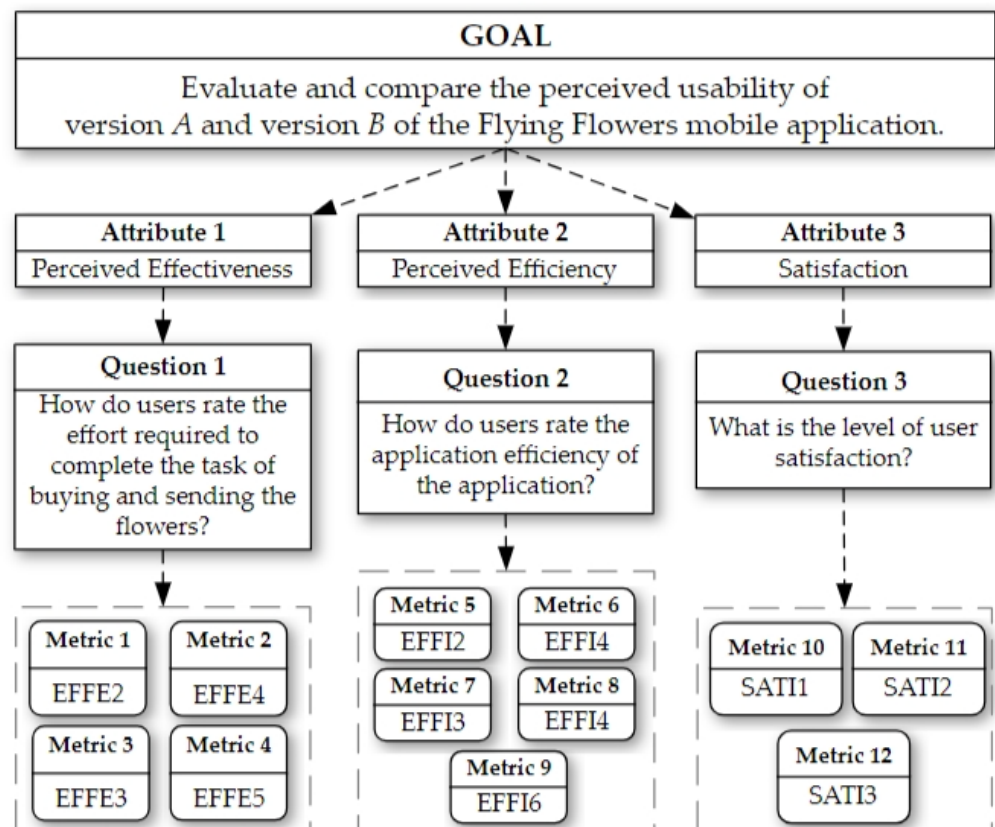 GOAL
Evaluate and compare the perceived usability of
version A and version B of the Flying Flowers mobile application.
Attribute 1
Perceived Effectiveness
Attribute 2
Perceived Efficiency
Attribute 3
Satisfaction
Question 1
How do users rate the
effort required to
complete the task of
buying and sending the
flowers?
Question 2
How do users rate the
application efficiency of
the application?
Question 3
What is the level of user
satisfaction?
Metric 1
EFFE2
Metric 2
EFFE4
Metric 3
EFFE3
Metric 4
EFFE5
Metric 5
EFFI2
Metric 6
EFFI4
Metric 7
EFFI3
Metric 8
EFFI4
Metric 9
EFFI6
Metric 10
SATI1
Metric 11
SATI2
Metric 12
SATI3